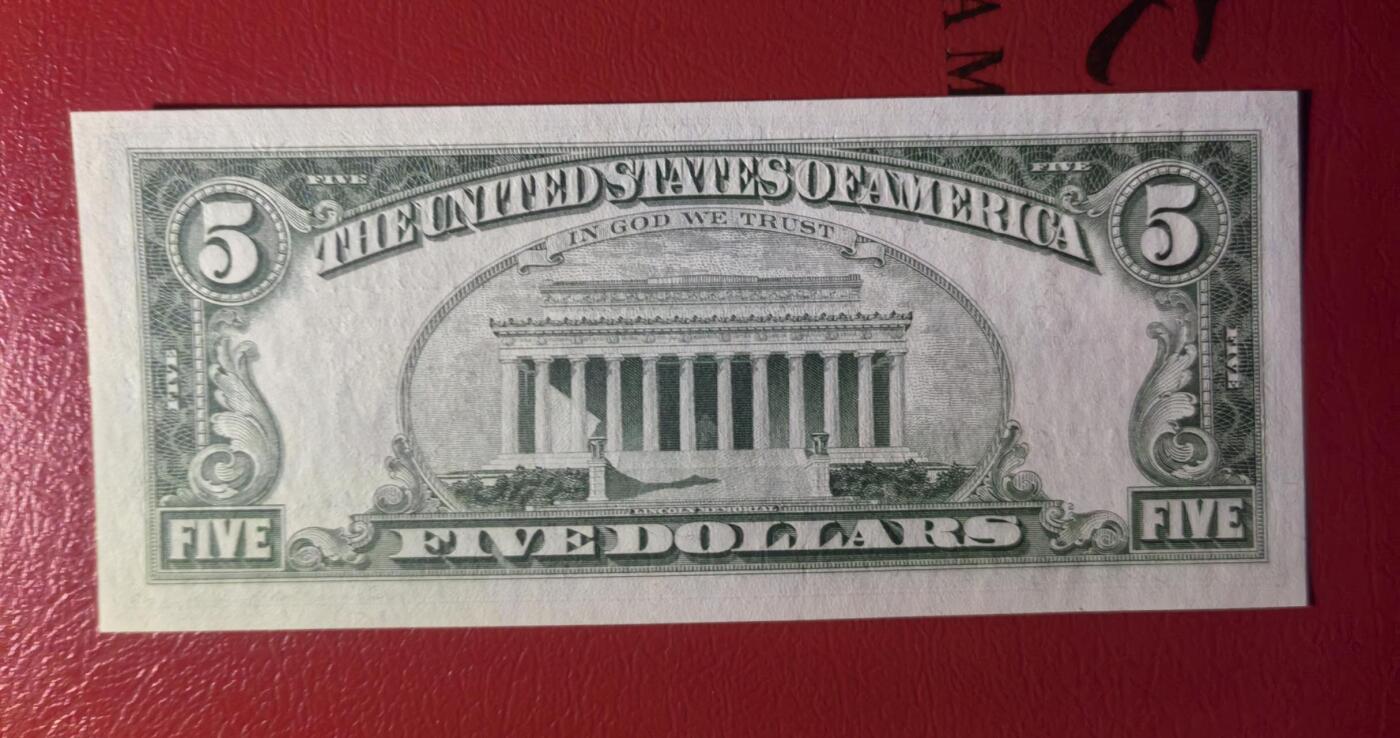 AM
FIVE
FIVE
THE UNITED STATES OF AMERICA
5
5
IN GOD WE TRUST
FIVE
FIVE
LINCOLN MEMORIAL
FIVE
FIVE DOLLARS
FIVE